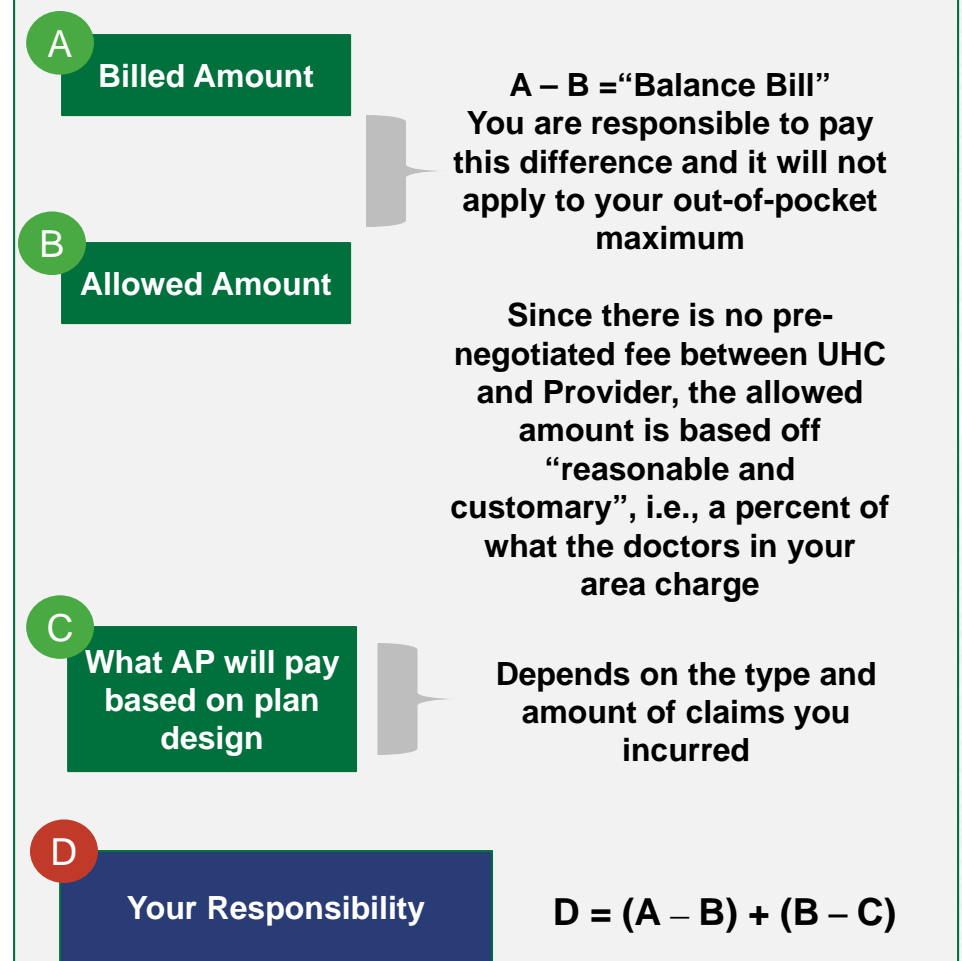 A
Billed Amount
A – B =“Balance Bill”
You are responsible to pay
this difference and it will not
apply to your out-of-pocket
maximum
B
Allowed Amount
Since there is no pre-
negotiated fee between UHC
and Provider, the allowed
amount is based off
“reasonable and
customary”, i.e., a percent of
what the doctors in your
area charge
C
What AP will pay
based on plan
design
Depends on the type and
amount of claims you
incurred
D
Your Responsibility
D = (A – B) + (B – C)